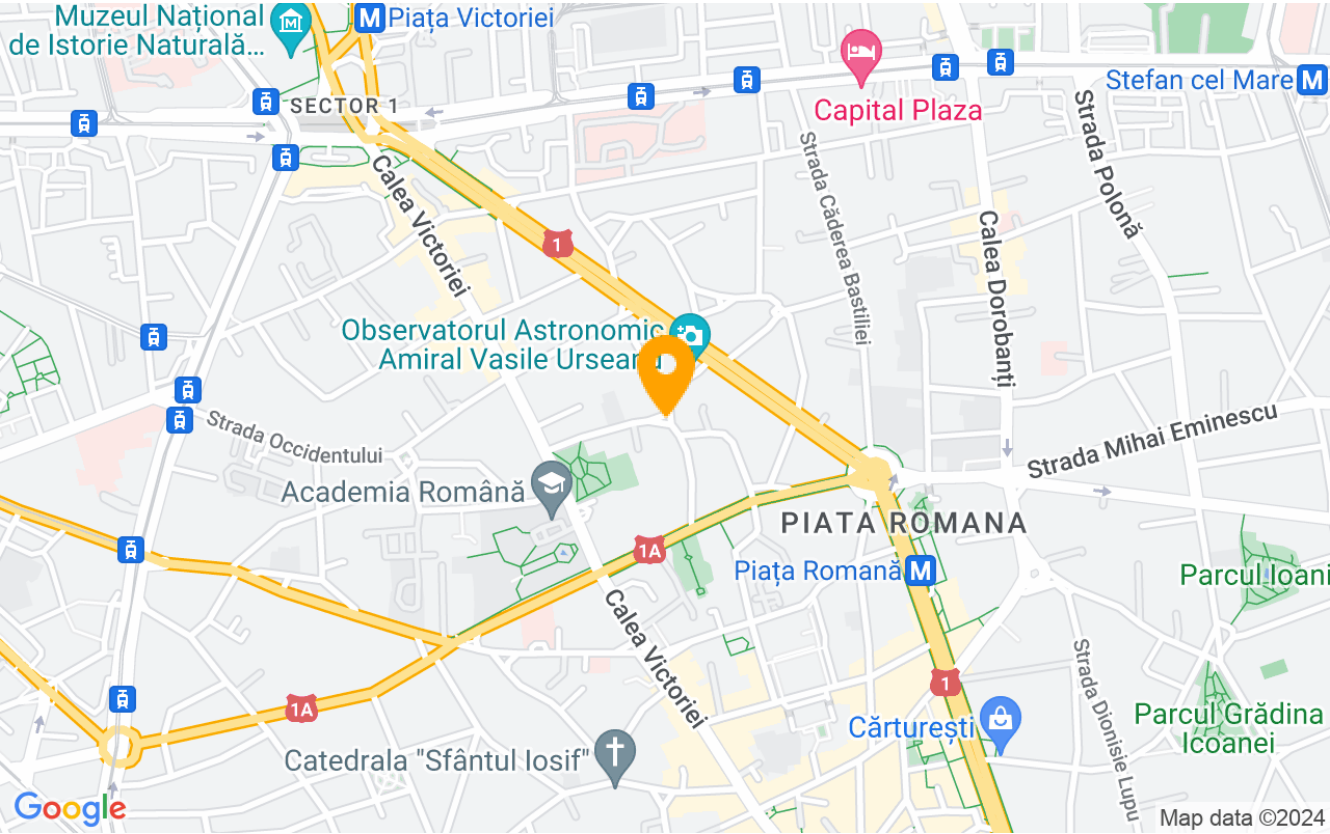 Muzeul Național
de Istorie Naturală...
Piața Victoriei
SECTOR 1
Stefan cel Mare
Capital Plaza
Strada Polonă
Calea Victoriei
Strada Căderea Bastiliei
Calea Dorobanți
1
Observatorul Astronomic
Amiral Vasile Urseanu
Strada Occidentului
Strada Mihai Eminescu
Academia Română
PIATA ROMANA
1A
Piața Romană
Parcul Ioani
Calea Victoriei
Strada Dionisie Lupu
1
1A
Cărturești
Parcul Grădina
Icoanei
Catedrala "Sfântul Iosif"
Google
Map data ©2024